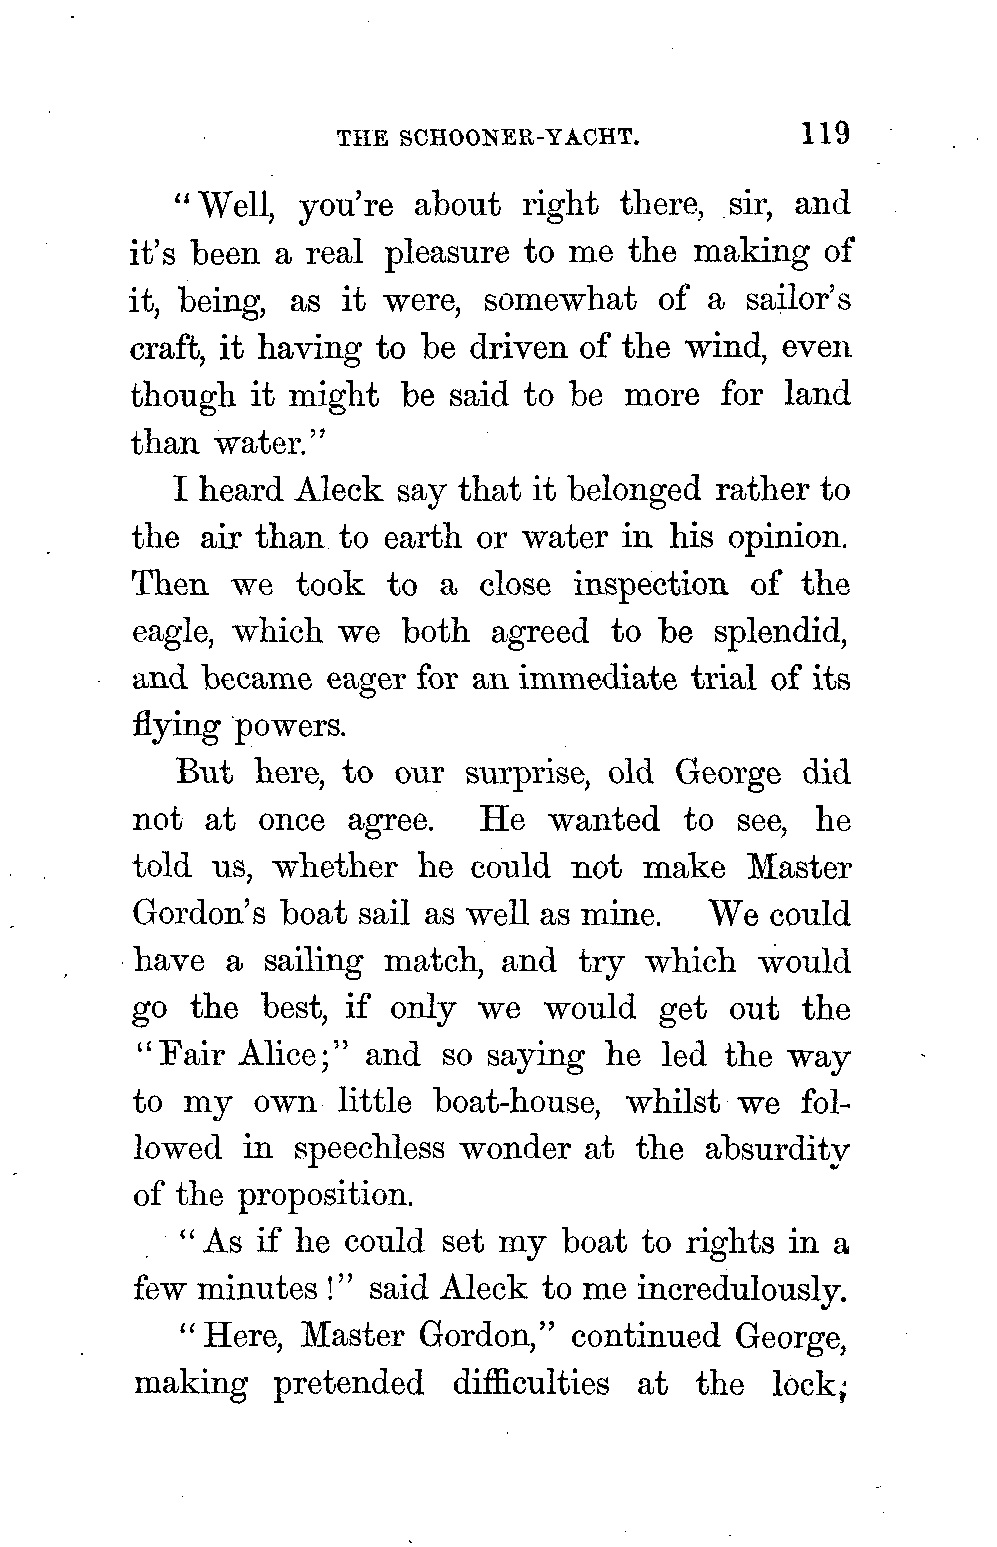 THE SCHOONER-YACHT. 119
"Well, you're about right there, sir, and
it's been a real pleasure to me the making of
it, being, as it were, somewhat of a sailor's
craft, it having to be driven of the wind, even
though it might be said to be more for land
than water."
I heard Aleck say that it belonged rather to
the air than to earth or water in his opinion.
Then we took to a close inspection of the
eagle, which we both agreed to be splendid,
and became eager for an immediate trial of its
flying powers.
But here, to our surprise, old George did
not at once agree. He wanted to see, he
told us, whether he could not make Master
Gordon's boat sail as well as mine. We could
have a sailing match, and try which would
go the best, if only we would get out the
"Fair Alice;" and so saying he led the way
to my own little boat-house, whilst we fol-
lowed in speechless wonder at the absurdity
of the proposition.
"As if he could set my boat to rights in a
few minutes!" said Aleck to me incredulously.
"Here, Master Gordon," continued George,
making pretended difficulties at the lock;